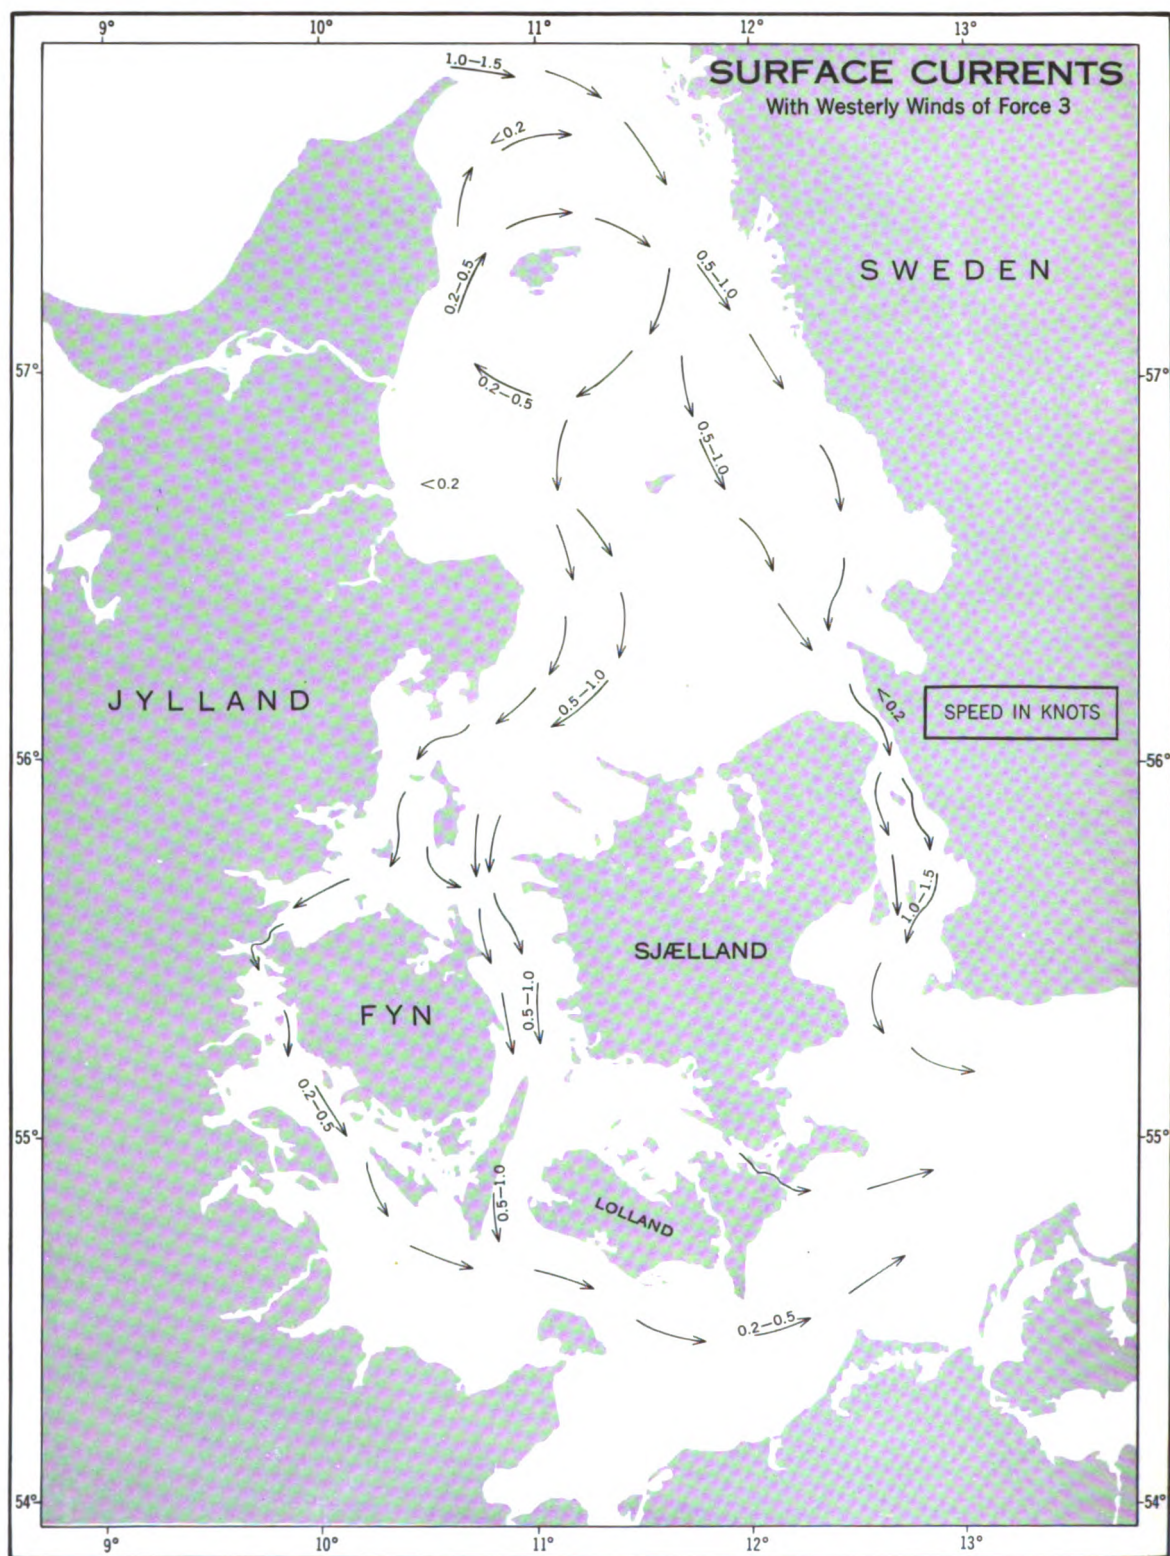 9° 10° 11° 12° 13°
SURFACE CURRENTS
With Westerly Winds of Force 3
1.0–1.5
<0.2
0.2–0.5
0.5–1.0
SWEDEN
57° 57°
0.2–0.5
0.5–1.0
<0.2
JYLLAND
0.5–1.0
<0.2
SPEED IN KNOTS
56° 56°
1.0–1.5
SJÆLLAND
FYN
0.5–1.0
0.2–0.5
55° 55°
0.5–1.0
LOLLAND
0.2–0.5
54° 54°
9° 10° 11° 12° 13°